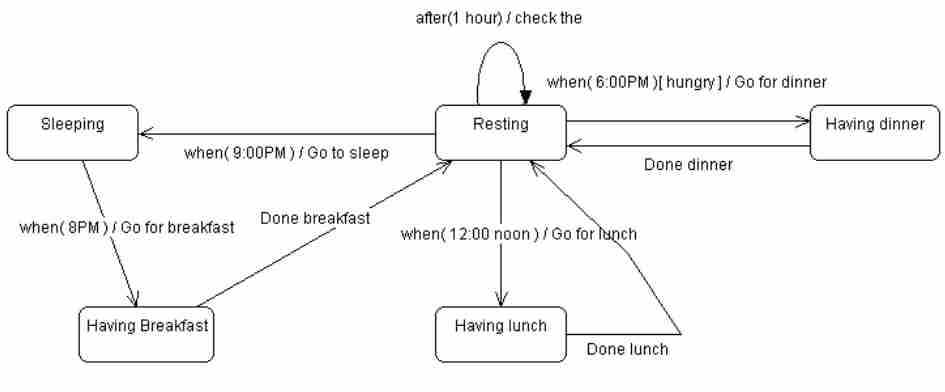 after(1 hour) / check the
when( 6:00PM )[ hungry ] / Go for dinner
Sleeping
Resting
Having dinner
when( 9:00PM ) / Go to sleep
Done dinner
Done breakfast
when( 8PM ) / Go for breakfast
when( 12:00 noon ) / Go for lunch
Having Breakfast
Having lunch
Done lunch